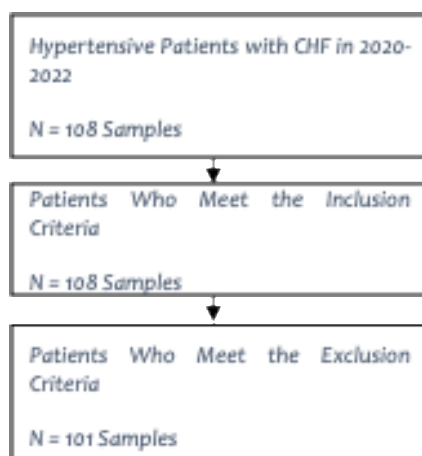 Hypertensive Patients with CHF in 2020-
2022
N = 108 Samples
Patients Who Meet the Inclusion
Criteria
N = 108 Samples
Patients Who Meet the Exclusion
Criteria
N = 101 Samples